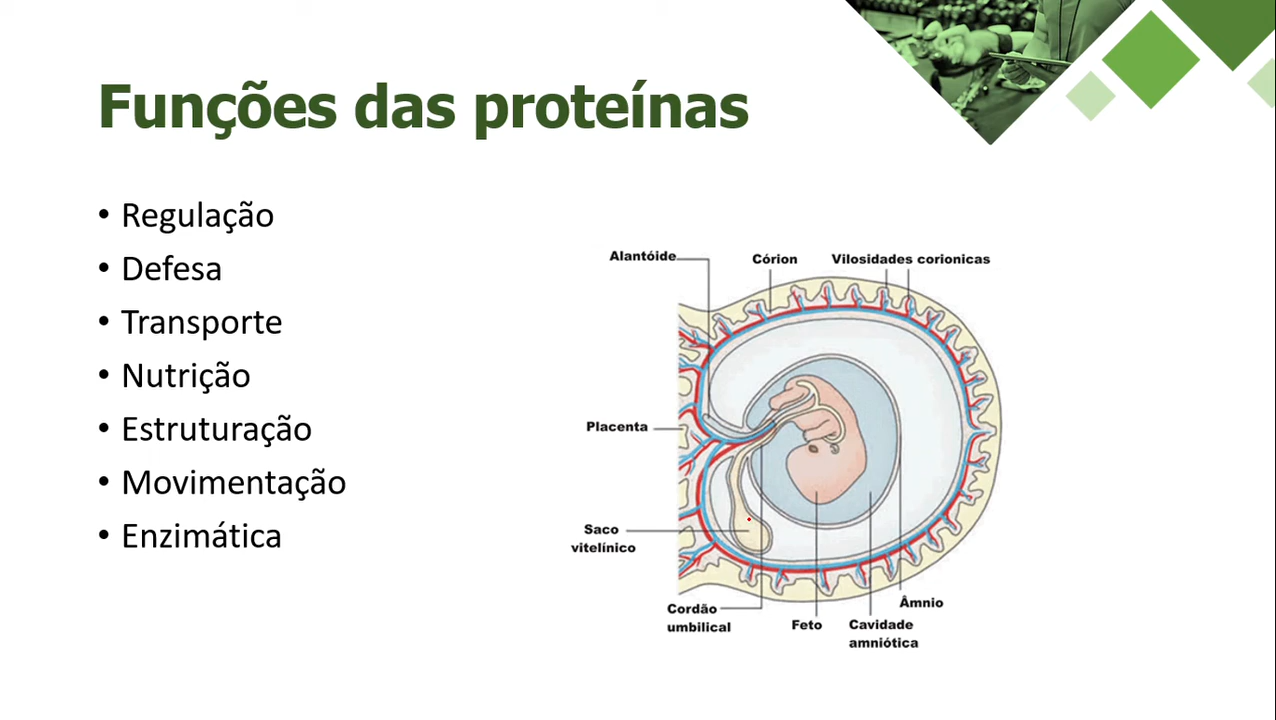 Funções das proteínas
• Regulação
• Defesa
• Transporte
• Nutrição
• Estruturação
• Movimentação
• Enzimática
Alantóide
Córion
Vilosidades corionicas
Placenta
Saco
vitelínico
Cordão
umbilical
Feto
Cavidade
amniótica
Âmnio